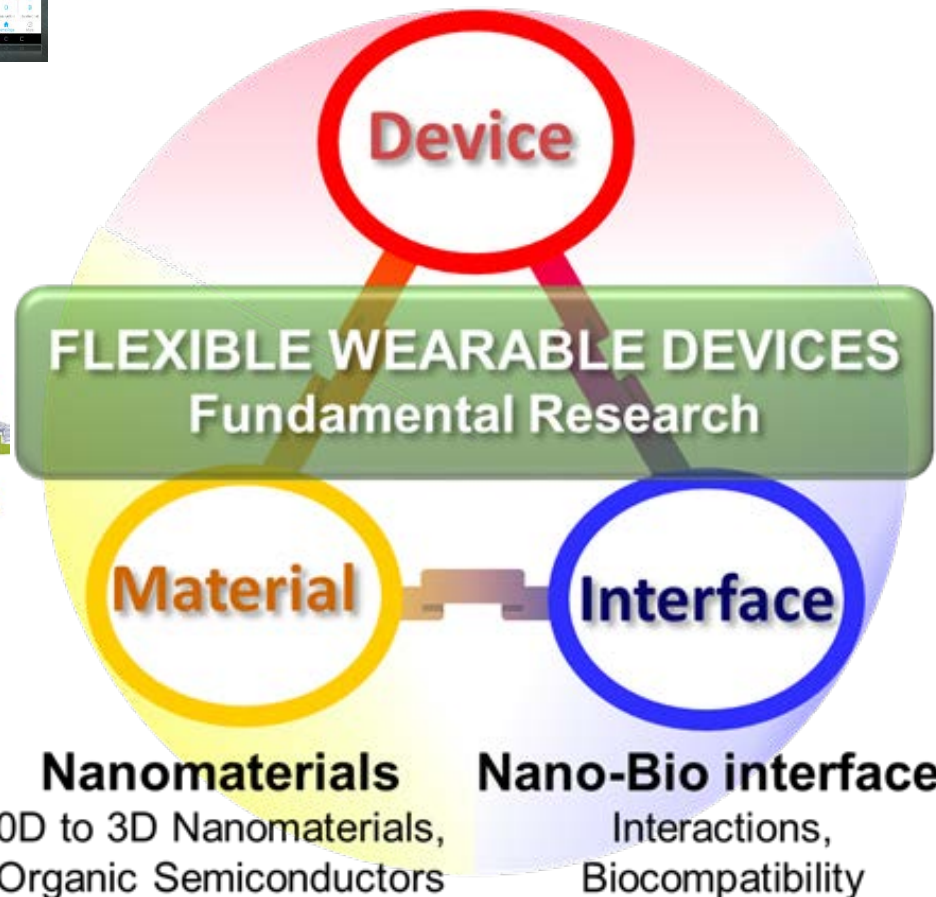 Device
FLEXIBLE WEARABLE DEVICES
Fundamental Research
Material
Interface
Nanomaterials
0D to 3D Nanomaterials,
Organic Semiconductors
Nano-Bio interface
Interactions,
Biocompatibility